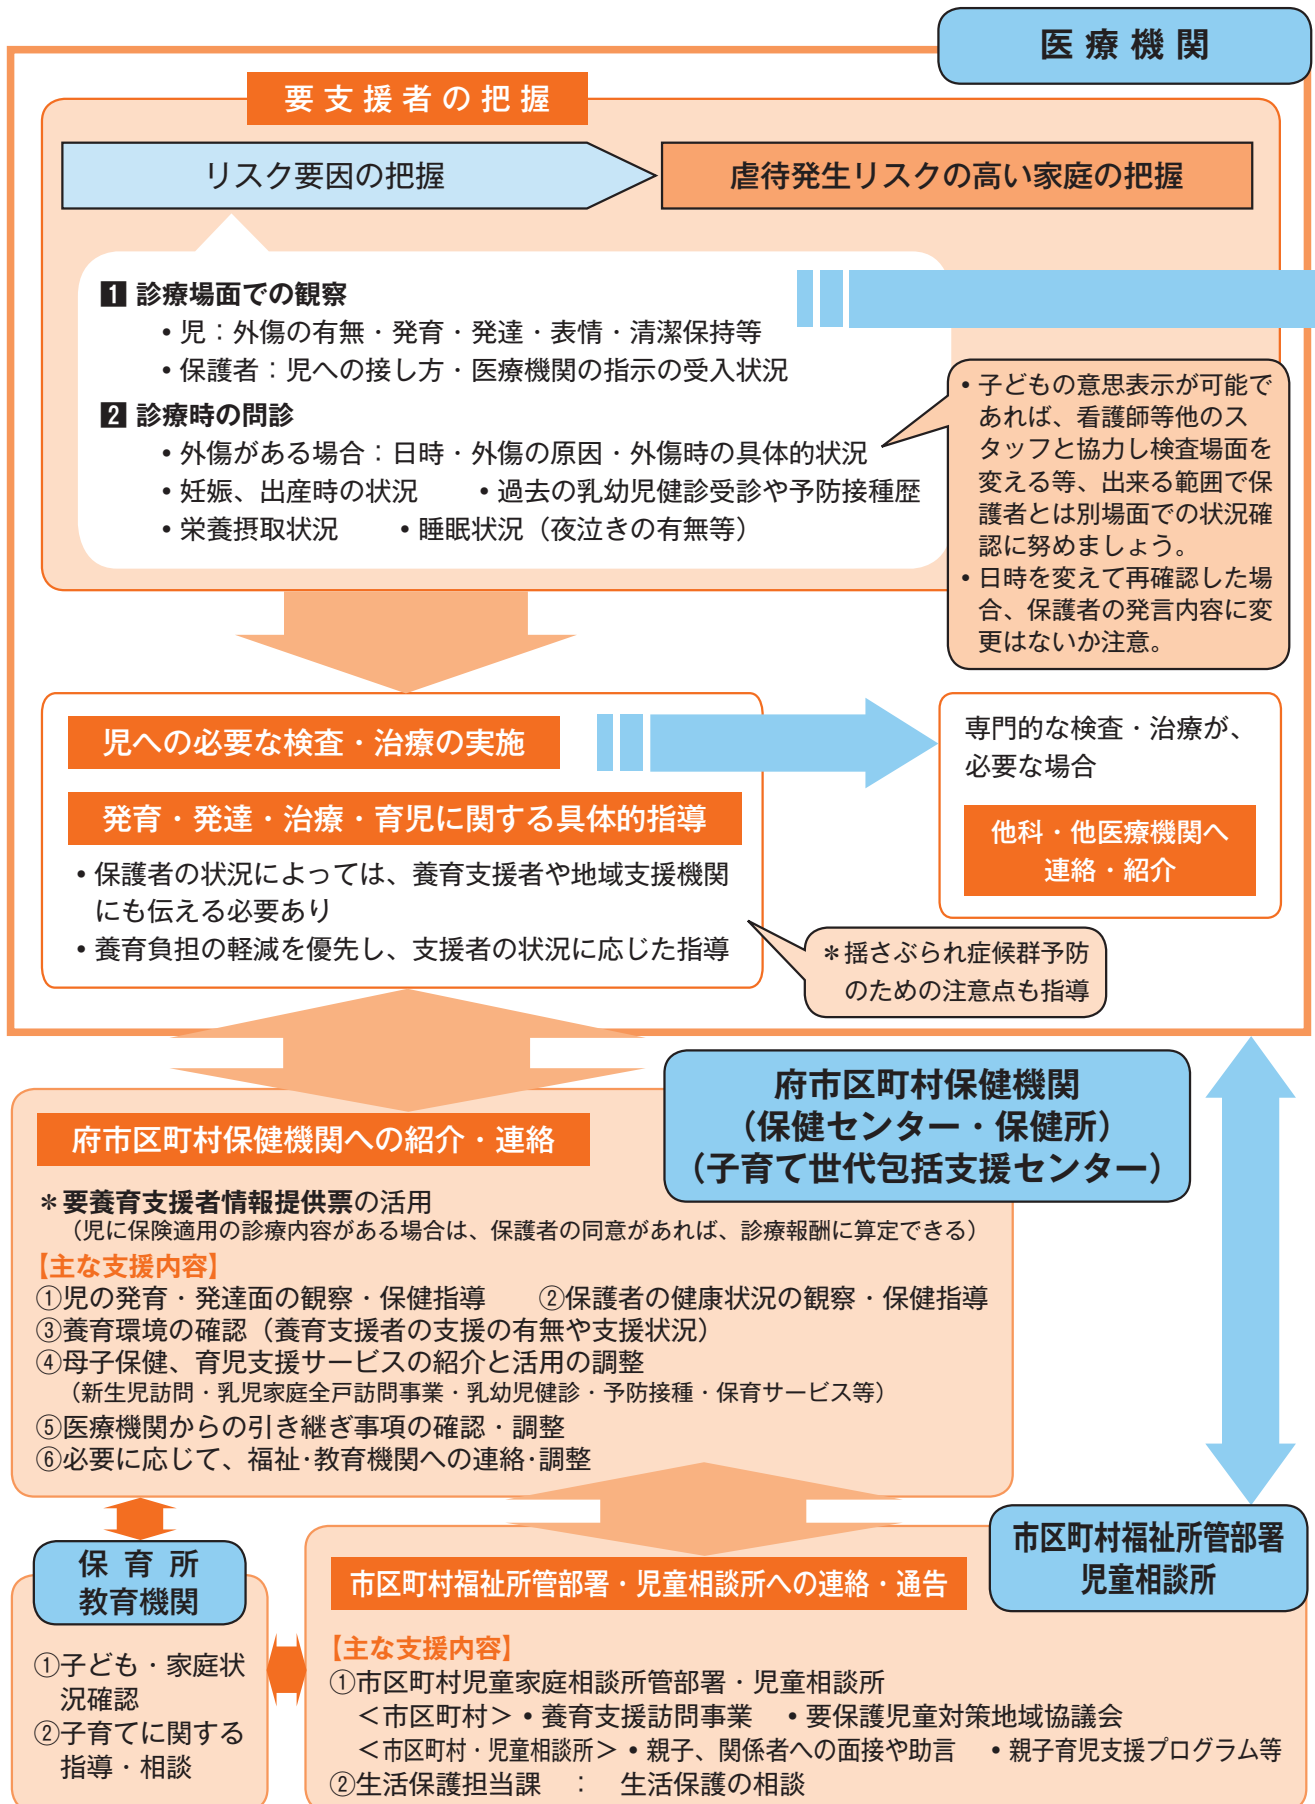 医療機関
要支援者の把握
リスク要因の把握
虐待発生リスクの高い家庭の把握
1 診療場面での観察
• 児：外傷の有無・発育・発達・表情・清潔保持等
• 保護者：児への接し方・医療機関の指示の受入状況
2 診療時の問診
• 外傷がある場合：日時・外傷の原因・外傷時の具体的状況
• 妊娠、出産時の状況　• 過去の乳幼児健診受診や予防接種歴
• 栄養摂取状況　• 睡眠状況（夜泣きの有無等）
• 子どもの意思表示が可能で
あれば、看護師等他のス
タッフと協力し検査場面を
変える等、出来る範囲で保
護者とは別場面での状況確
認に努めましょう。
• 日時を変えて再確認した場
合、保護者の発言内容に変
更はないか注意。
児への必要な検査・治療の実施
発育・発達・治療・育児に関する具体的指導
• 保護者の状況によっては、養育支援者や地域支援機関
にも伝える必要あり
• 養育負担の軽減を優先し、支援者の状況に応じた指導
専門的な検査・治療が、
必要な場合
他科・他医療機関へ
連絡・紹介
＊揺さぶられ症候群予防
のための注意点も指導
府市区町村保健機関
（保健センター・保健所）
（子育て世代包括支援センター）
府市区町村保健機関への紹介・連絡
＊要養育支援者情報提供票の活用
（児に保険適用の診療内容がある場合は、保護者の同意があれば、診療報酬に算定できる）
【主な支援内容】
①児の発育・発達面の観察・保健指導　②保護者の健康状況の観察・保健指導
③養育環境の確認（養育支援者の支援の有無や支援状況）
④母子保健、育児支援サービスの紹介と活用の調整
（新生児訪問・乳児家庭全戸訪問事業・乳幼児健診・予防接種・保育サービス等）
⑤医療機関からの引き継ぎ事項の確認・調整
⑥必要に応じて、福祉・教育機関への連絡・調整
保育所
教育機関
①子ども・家庭状
況確認
②子育てに関する
指導・相談
市区町村福祉所管部署
児童相談所
市区町村福祉所管部署・児童相談所への連絡・通告
【主な支援内容】
①市区町村児童家庭相談所管部署・児童相談所
＜市区町村＞ • 養育支援訪問事業　• 要保護児童対策地域協議会
＜市区町村・児童相談所＞ • 親子、関係者への面接や助言　• 親子育児支援プログラム等
②生活保護担当課　：　生活保護の相談